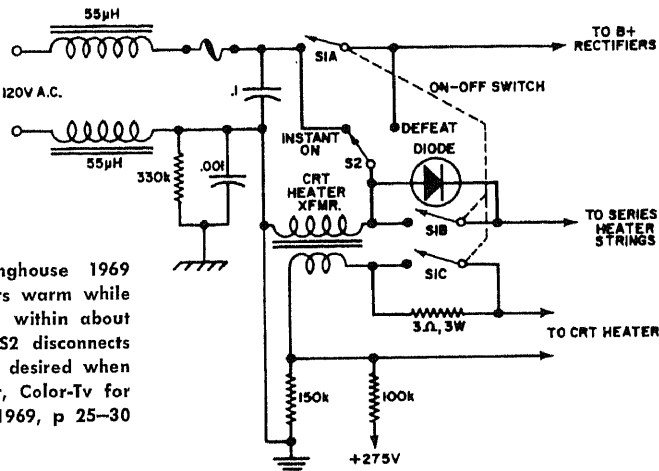 55µH
TO B+
RECTIFIERS
S1A
120V A.C.
.1
ON-OFF SWITCH
INSTANT
ON
DEFEAT
DIODE
55µH
S2
330k
.001
CRT
HEATER
XFMR.
S1B
TO SERIES
HEATER
STRINGS
S1C
3Ω, 3W
TO CRT HEATER
150k
100k
+275V
nghouse 1969
rs warm while
within about
S2 disconnects
desired when
r, Color-Tv for
1969, p 25–30